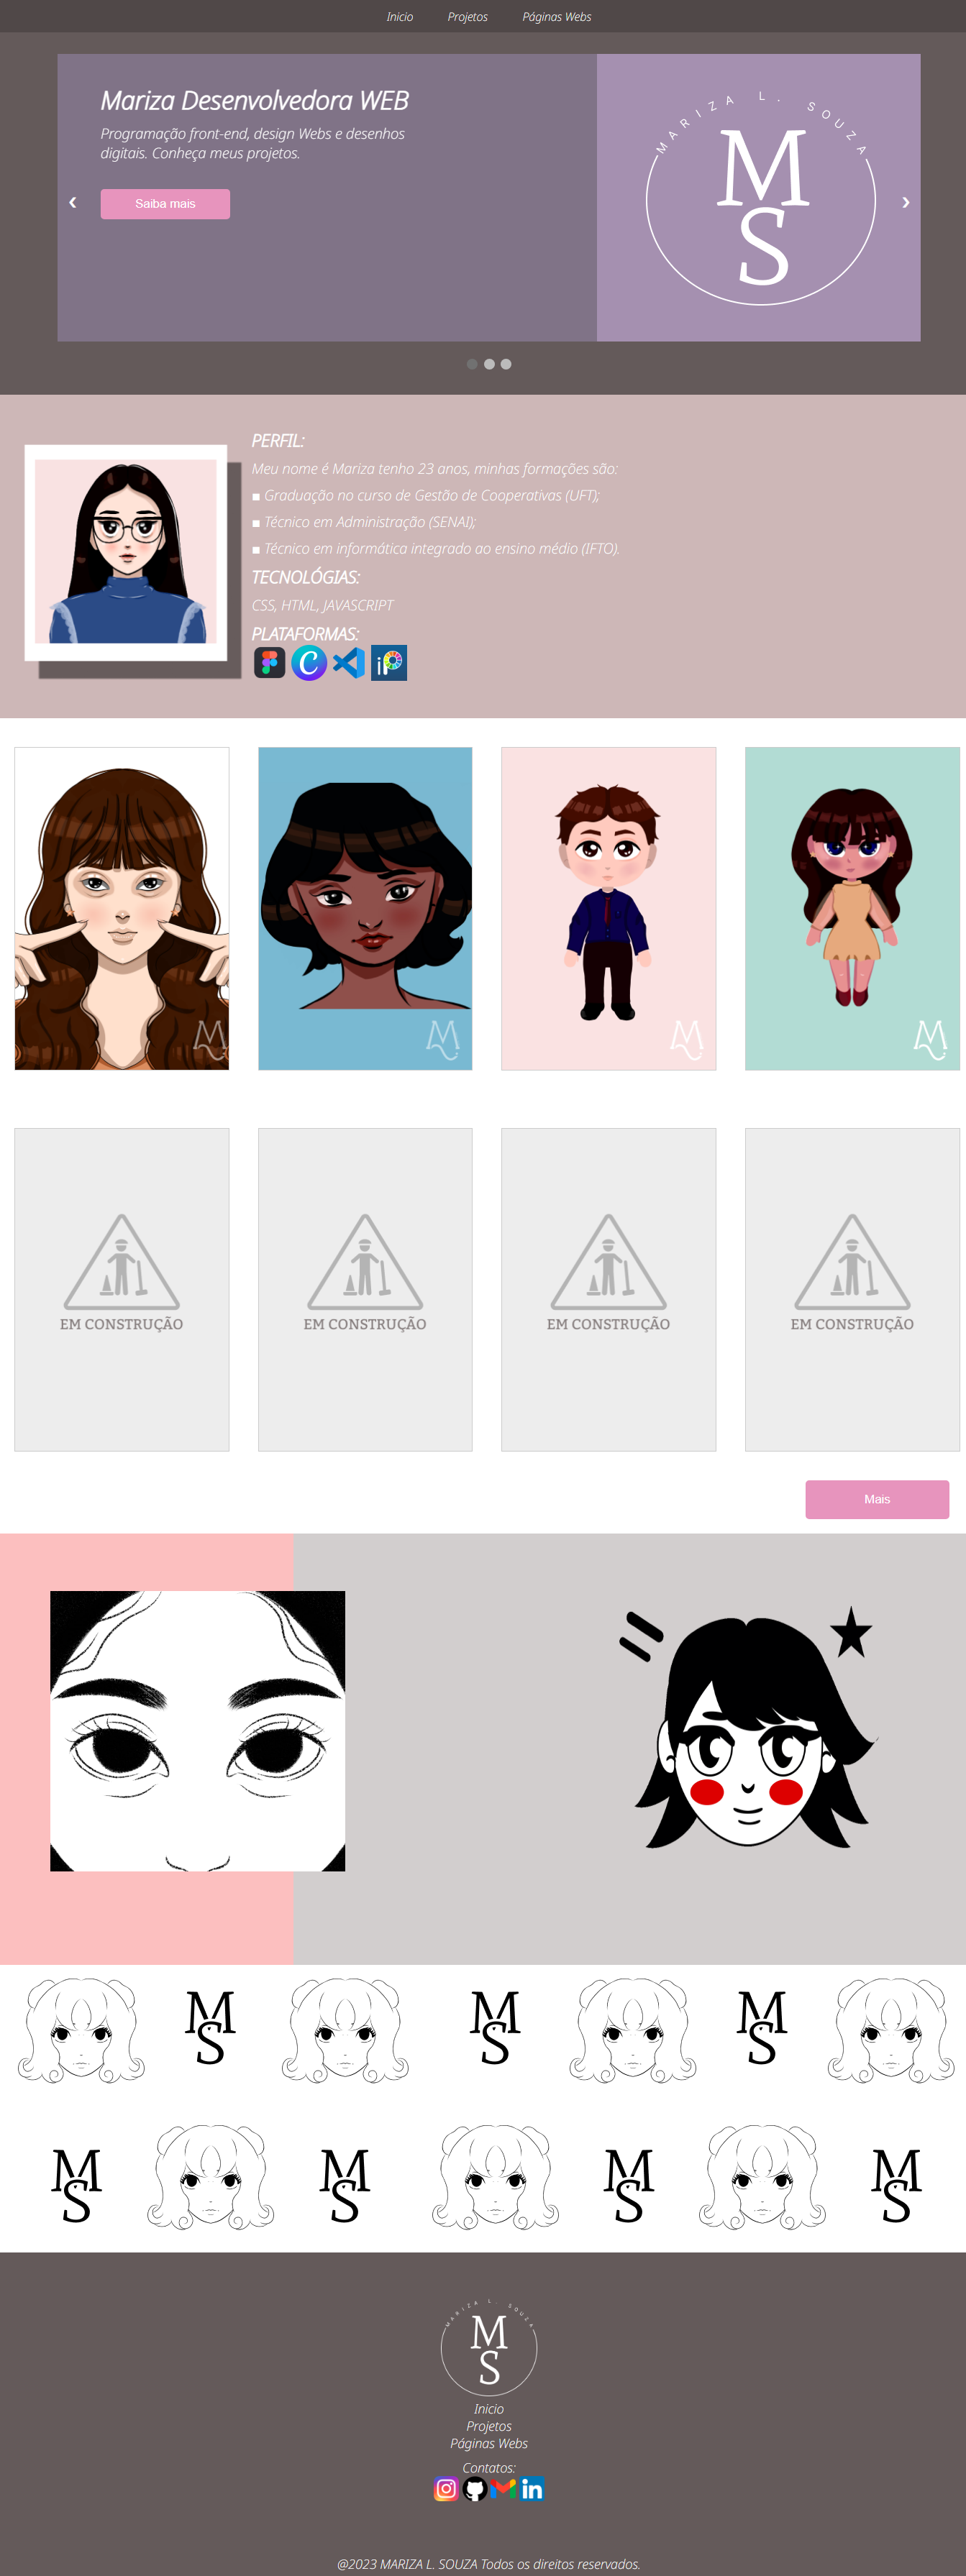 Inicio
Projetos
Páginas Webs
Mariza Desenvolvedora WEB
Programação front-end, design Webs e desenhos
digitais. Conheça meus projetos.
Saiba mais
MARIZA L. SOUZA
M
S
PERFIL:
Meu nome é Mariza tenho 23 anos, minhas formações são:
■ Graduação no curso de Gestão de Cooperativas (UFT);
■ Técnico em Administração (SENAI);
■ Técnico em informática integrado ao ensino médio (IFTO).
TECNOLÓGIAS:
CSS, HTML, JAVASCRIPT
PLATAFORMAS:
C
iP
M
M
M
M
EM CONSTRUÇÃO
EM CONSTRUÇÃO
EM CONSTRUÇÃO
EM CONSTRUÇÃO
Mais
M
S
M
S
M
S
M
S
M
S
M
S
M
S
MARIZA L. SOUZA
M
S
Inicio
Projetos
Páginas Webs
Contatos:
in
@2023 MARIZA L. SOUZA Todos os direitos reservados.